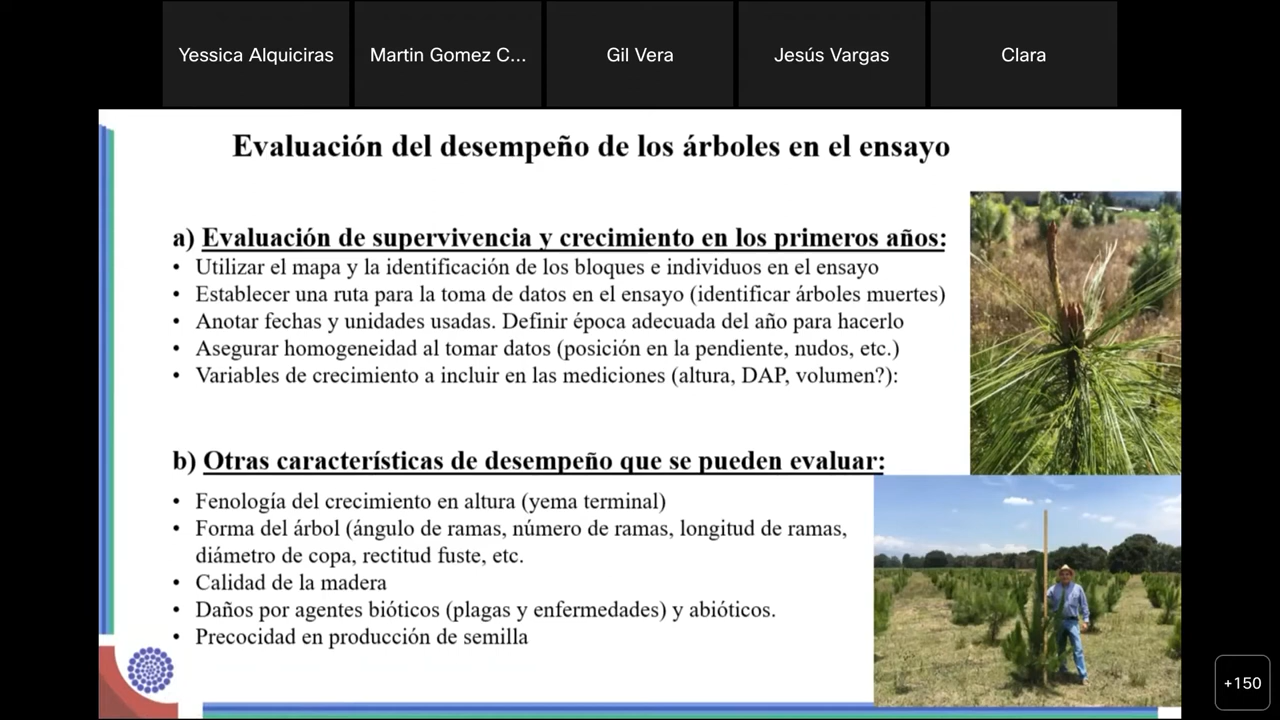 Yessica Alquiciras
Martin Gomez C...
Gil Vera
Jesús Vargas
Clara
Evaluación del desempeño de los árboles en el ensayo
a) Evaluación de supervivencia y crecimiento en los primeros años:
• Utilizar el mapa y la identificación de los bloques e individuos en el ensayo
• Establecer una ruta para la toma de datos en el ensayo (identificar árboles muertes)
• Anotar fechas y unidades usadas. Definir época adecuada del año para hacerlo
• Asegurar homogeneidad al tomar datos (posición en la pendiente, nudos, etc.)
• Variables de crecimiento a incluir en las mediciones (altura, DAP, volumen?):
b) Otras características de desempeño que se pueden evaluar:
• Fenología del crecimiento en altura (yema terminal)
• Forma del árbol (ángulo de ramas, número de ramas, longitud de ramas,
diámetro de copa, rectitud fuste, etc.
• Calidad de la madera
• Daños por agentes bióticos (plagas y enfermedades) y abióticos.
• Precocidad en producción de semilla
+150